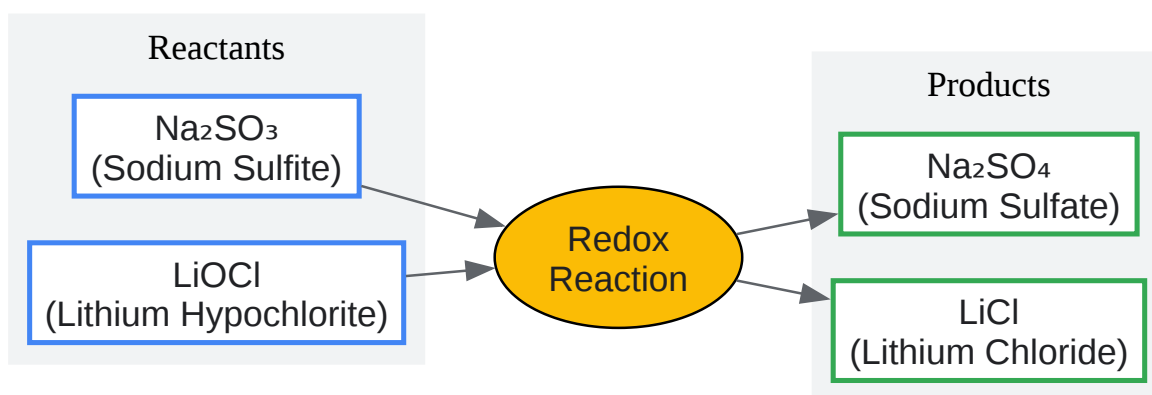 Reactants
Na₂SO₃
(Sodium Sulfite)
LiOCl
(Lithium Hypochlorite)
Redox
Reaction
Products
Na₂SO₄
(Sodium Sulfate)
LiCl
(Lithium Chloride)